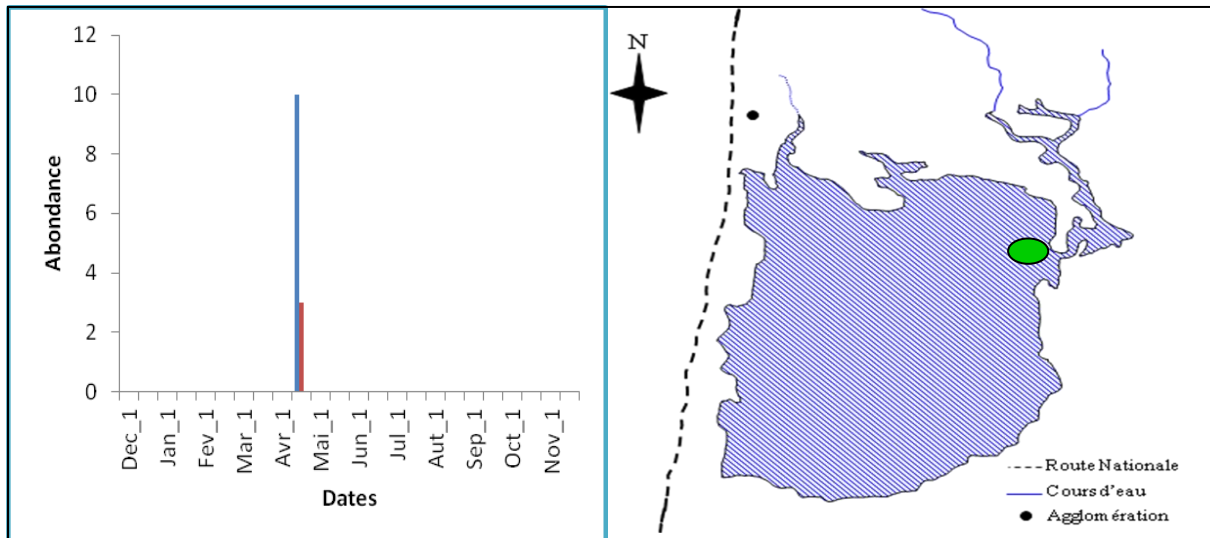 12
10
8
6
4
2
0
Abondance
Dec_1
Jan_1
Fev_1
Mar_1
Avr_1
Mai_1
Jun_1
Jul_1
Aut_1
Sep_1
Oct_1
Nov_1
Dates
N
Route Nationale
Cours d'eau
Agglomération